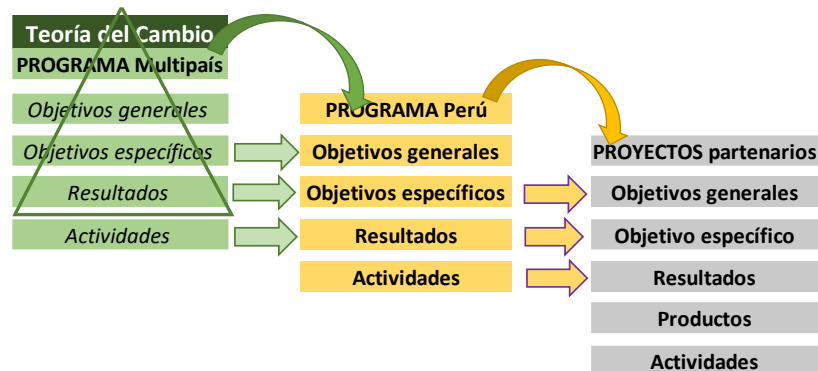 Teoría del Cambio
PROGRAMA Multipaís
Objetivos generales
Objetivos específicos
Resultados
Actividades
PROGRAMA Perú
Objetivos generales
Objetivos específicos
Resultados
Actividades
PROYECTOS partenarios
Objetivos generales
Objetivo específico
Resultados
Productos
Actividades